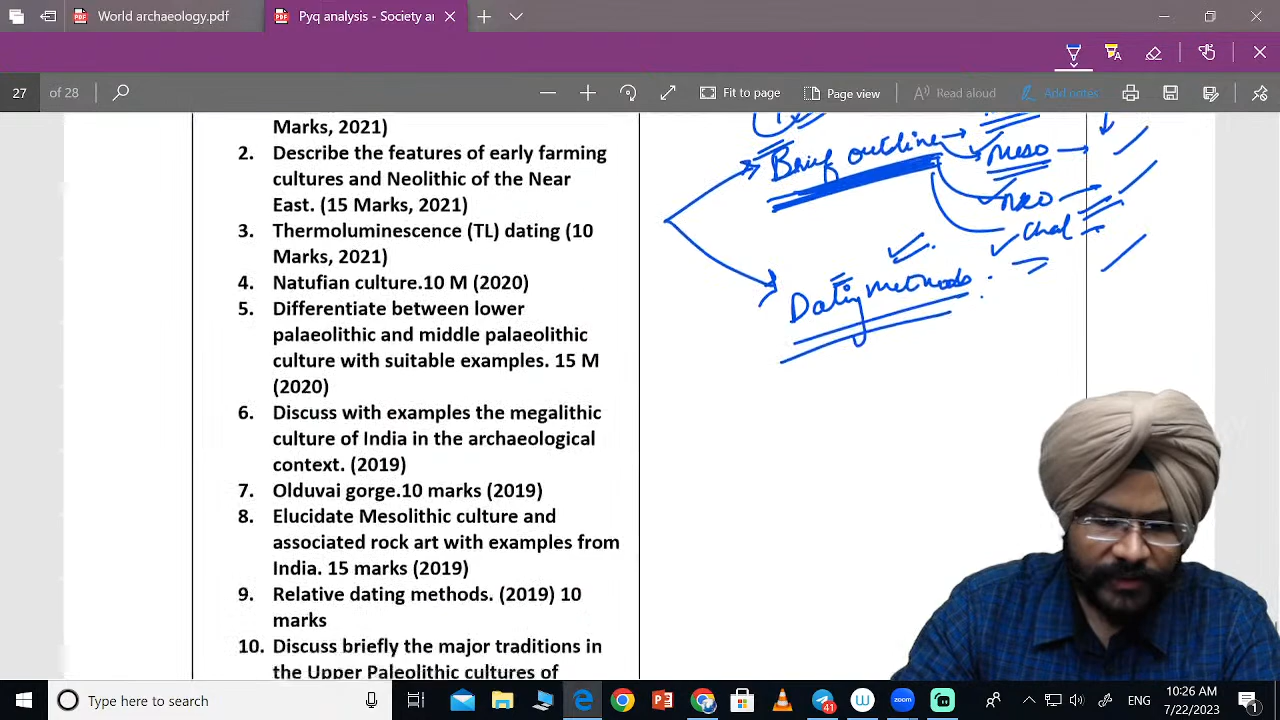 World archaeology.pdf
Pyq analysis - Society a
27 of 28
Fit to page
Page view
Read aloud
Add notes
Marks, 2021)
2. Describe the features of early farming
cultures and Neolithic of the Near
East. (15 Marks, 2021)
3. Thermoluminescence (TL) dating (10
Marks, 2021)
4. Natufian culture.10 M (2020)
5. Differentiate between lower
palaeolithic and middle palaeolithic
culture with suitable examples. 15 M
(2020)
6. Discuss with examples the megalithic
culture of India in the archaeological
context. (2019)
7. Olduvai gorge.10 marks (2019)
8. Elucidate Mesolithic culture and
associated rock art with examples from
India. 15 marks (2019)
9. Relative dating methods. (2019) 10
marks
10. Discuss briefly the major traditions in
the Upper Paleolithic cultures of
Brief outline
Meso
Neo
Chal
Dating methods
Type here to search
41
W
zoom
ENG
10:26 AM
7/22/2023
1